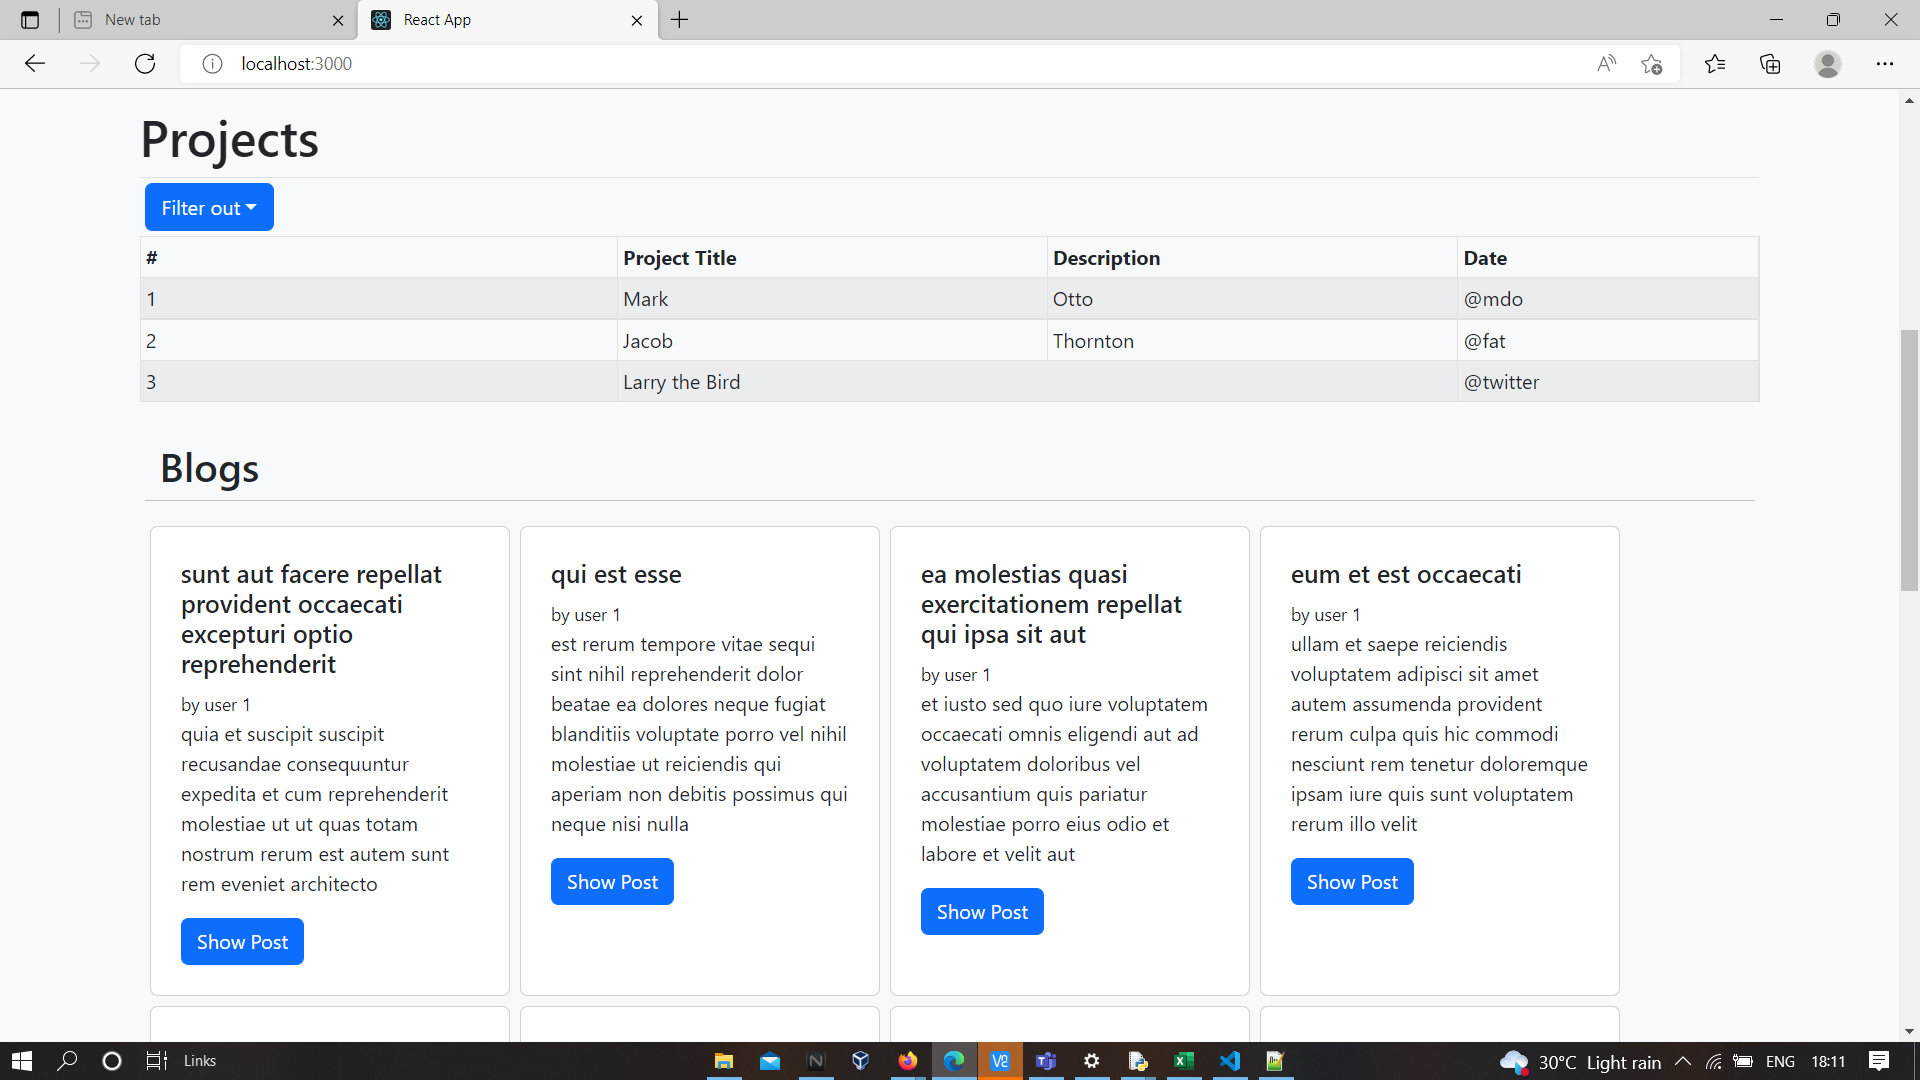 New tab
React App
localhost:3000
Projects
Filter out
# Project Title Description Date
1 Mark Otto @mdo
2 Jacob Thornton @fat
3 Larry the Bird @twitter
Blogs
sunt aut facere repellat
provident occaecati
excepturi optio
reprehenderit
by user 1
quia et suscipit suscipit
recusandae consequuntur
expedita et cum reprehenderit
molestiae ut ut quas totam
nostrum rerum est autem sunt
rem eveniet architecto
Show Post
qui est esse
by user 1
est rerum tempore vitae sequi
sint nihil reprehenderit dolor
beatae ea dolores neque fugiat
blanditiis voluptate porro vel nihil
molestiae ut reiciendis qui
aperiam non debitis possimus qui
neque nisi nulla
Show Post
ea molestias quasi
exercitationem repellat
qui ipsa sit aut
by user 1
et iusto sed quo iure voluptatem
occaecati omnis eligendi aut ad
voluptatem doloribus vel
accusantium quis pariatur
molestiae porro eius odio et
labore et velit aut
Show Post
eum et est occaecati
by user 1
ullam et saepe reiciendis
voluptatem adipisci sit amet
autem assumenda provident
rerum culpa quis hic commodi
nesciunt rem tenetur doloremque
ipsam iure quis sunt voluptatem
rerum illo velit
Show Post
Links
30°C Light rain
ENG
18:11